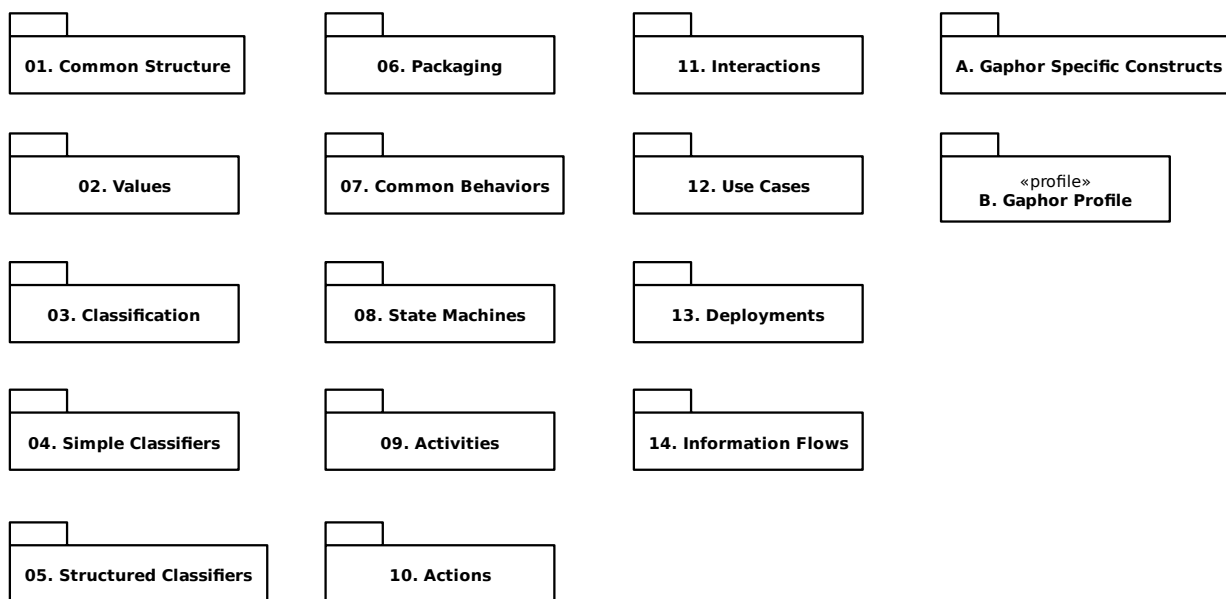 01. Common Structure
02. Values
03. Classification
04. Simple Classifiers
05. Structured Classifiers
06. Packaging
07. Common Behaviors
08. State Machines
09. Activities
10. Actions
11. Interactions
12. Use Cases
13. Deployments
14. Information Flows
A. Gaphor Specific Constructs
«profile»
B. Gaphor Profile